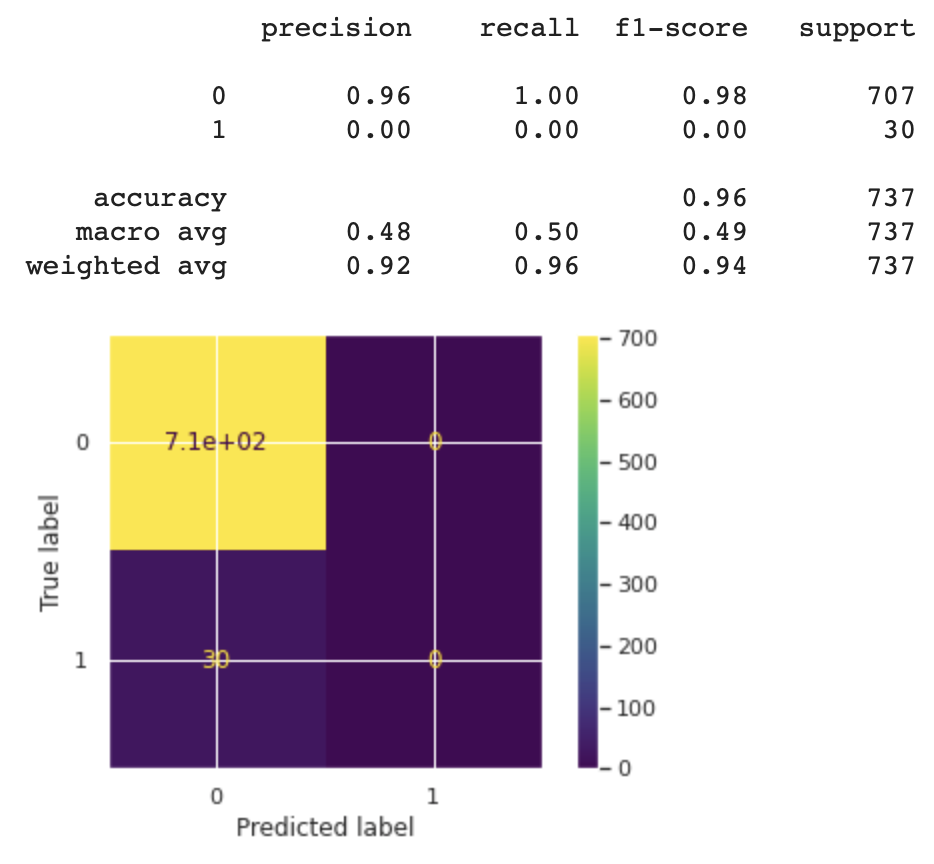 precision recall f1-score support
0 0.96 1.00 0.98 707
1 0.00 0.00 0.00 30
accuracy 0.96 737
macro avg 0.48 0.50 0.49 737
weighted avg 0.92 0.96 0.94 737
700
600
500
400
300
200
100
0
0
7.1e+02 0
True label
1
30 0
0 1
Predicted label